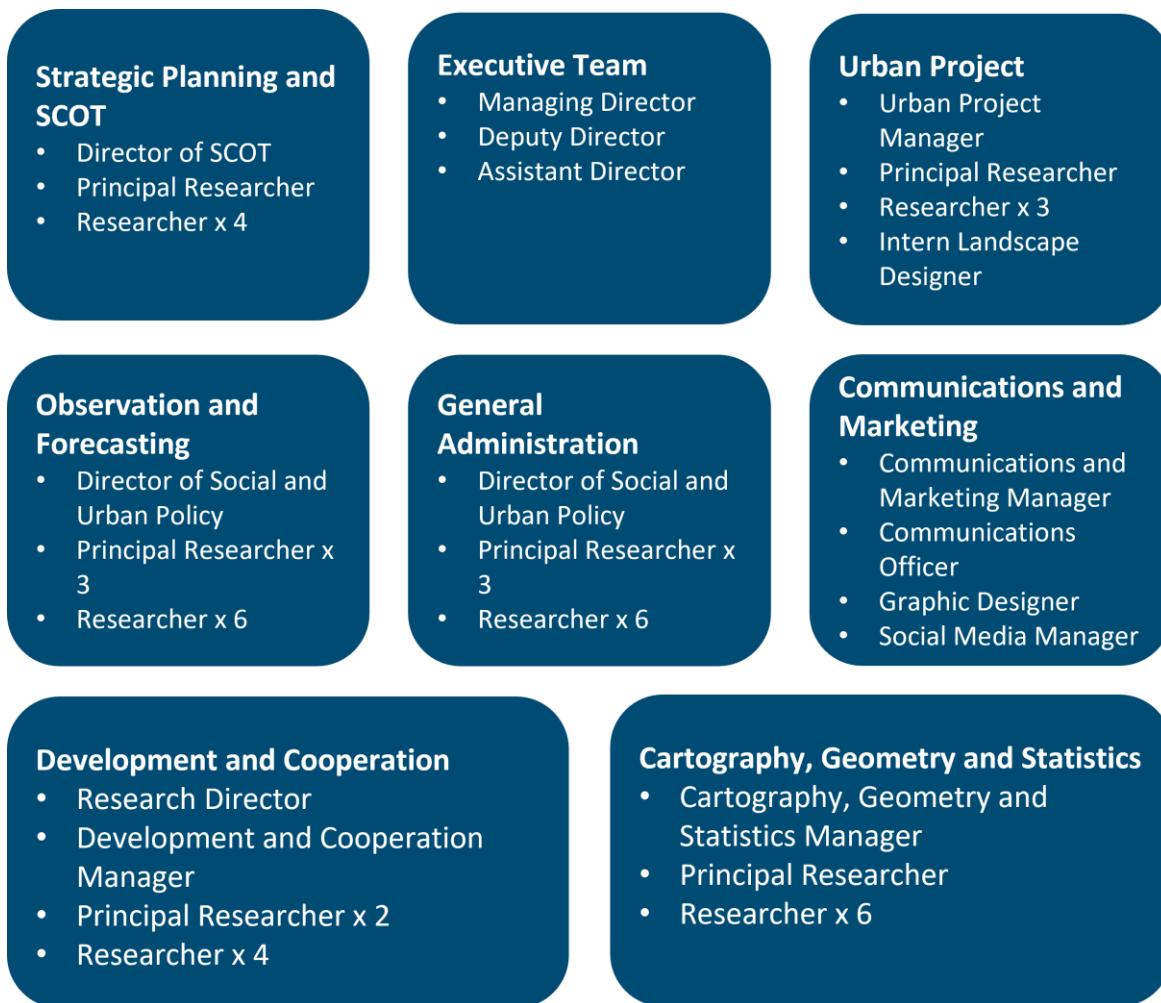 Strategic Planning and
SCOT
• Director of SCOT
• Principal Researcher
• Researcher x 4
Executive Team
• Managing Director
• Deputy Director
• Assistant Director
Urban Project
• Urban Project
Manager
• Principal Researcher
• Researcher x 3
• Intern Landscape
Designer
Observation and
Forecasting
• Director of Social and
Urban Policy
• Principal Researcher x
3
• Researcher x 6
General
Administration
• Director of Social and
Urban Policy
• Principal Researcher x
3
• Researcher x 6
Communications and
Marketing
• Communications and
Marketing Manager
• Communications
Officer
• Graphic Designer
• Social Media Manager
Development and Cooperation
• Research Director
• Development and Cooperation
Manager
• Principal Researcher x 2
• Researcher x 4
Cartography, Geometry and Statistics
• Cartography, Geometry and
Statistics Manager
• Principal Researcher
• Researcher x 6